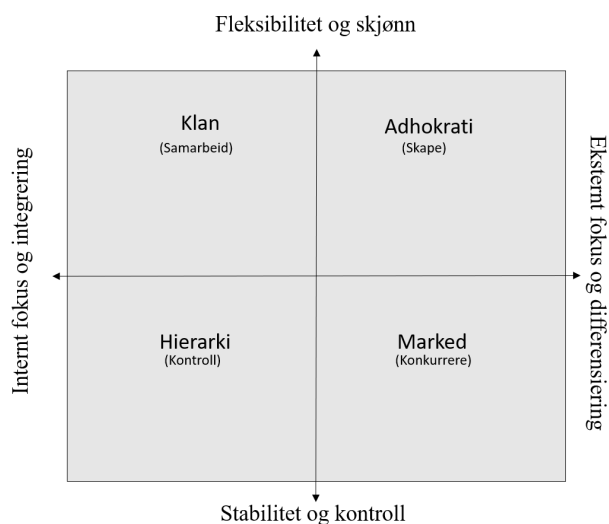 Fleksibilitet og skjønn
Klan
(Samarbeid)
Adhokrati
(Skape)
Internt fokus og integrering
Eksternt fokus og differensiering
Hierarki
(Kontroll)
Marked
(Konkurrere)
Stabilitet og kontroll